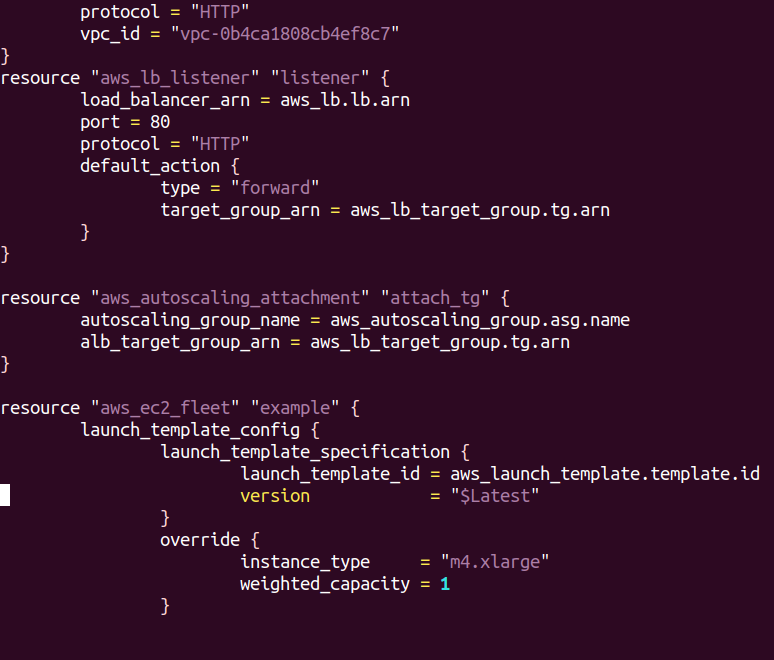 protocol = "HTTP"
        vpc_id = "vpc-0b4ca1808cb4ef8c7"
}
resource "aws_lb_listener" "listener" {
        load_balancer_arn = aws_lb.lb.arn
        port = 80
        protocol = "HTTP"
        default_action {
                type = "forward"
                target_group_arn = aws_lb_target_group.tg.arn
        }
}

resource "aws_autoscaling_attachment" "attach_tg" {
        autoscaling_group_name = aws_autoscaling_group.asg.name
        alb_target_group_arn = aws_lb_target_group.tg.arn
}

resource "aws_ec2_fleet" "example" {
        launch_template_config {
                launch_template_specification {
                        launch_template_id = aws_launch_template.template.id
                        version            = "$Latest"
                }
                override {
                        instance_type     = "m4.xlarge"
                        weighted_capacity = 1
                }